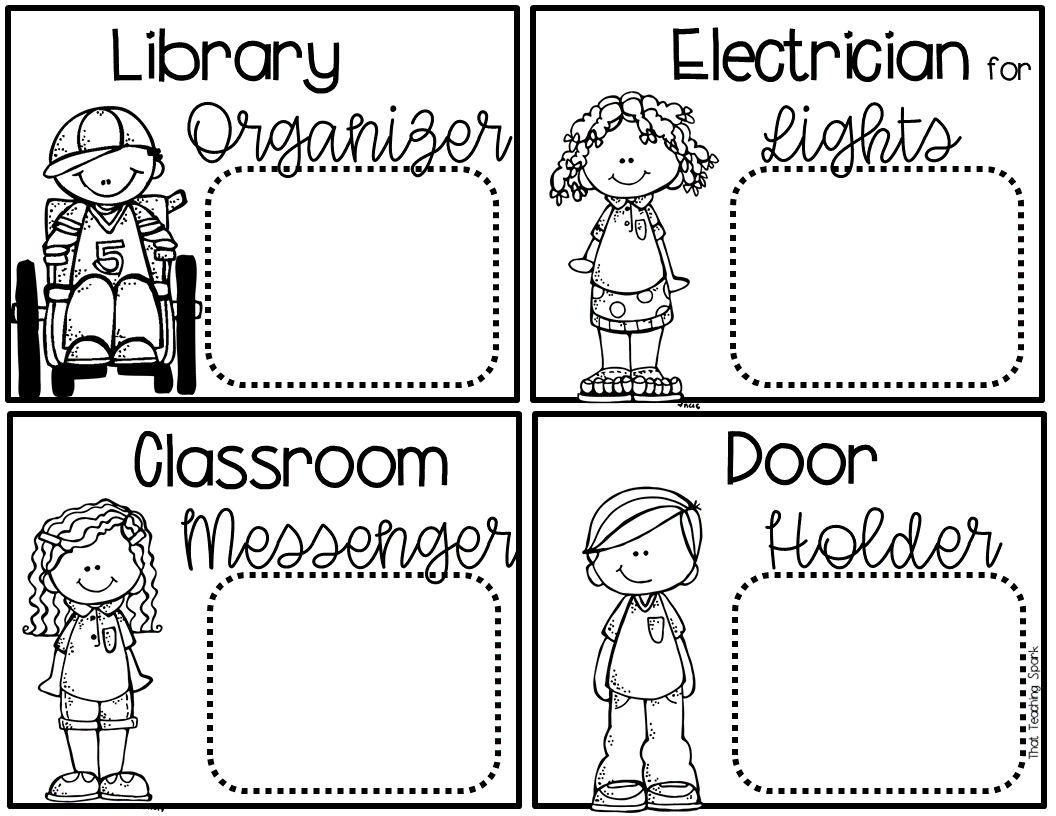 Library
Organizer
5
Electrician for
Lights
Classroom
Messenger
Door
Holder
That Teaching Spark